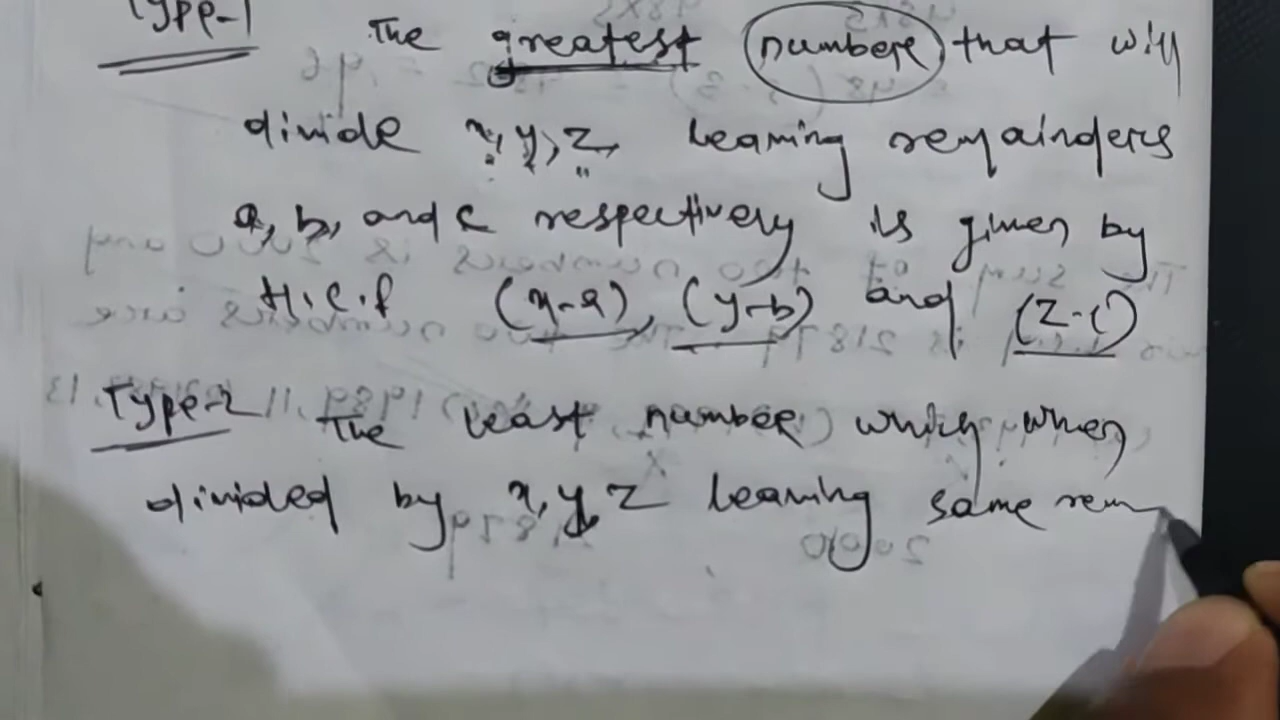 Type-1 The greatest number that will
divide x, y, z, leaving remainders
a, b, and c respectively is given by
H.C.F (x-a), (y-b) and (z-c)
Type-2 The least number which when
divided by x, y, z leaving same rem